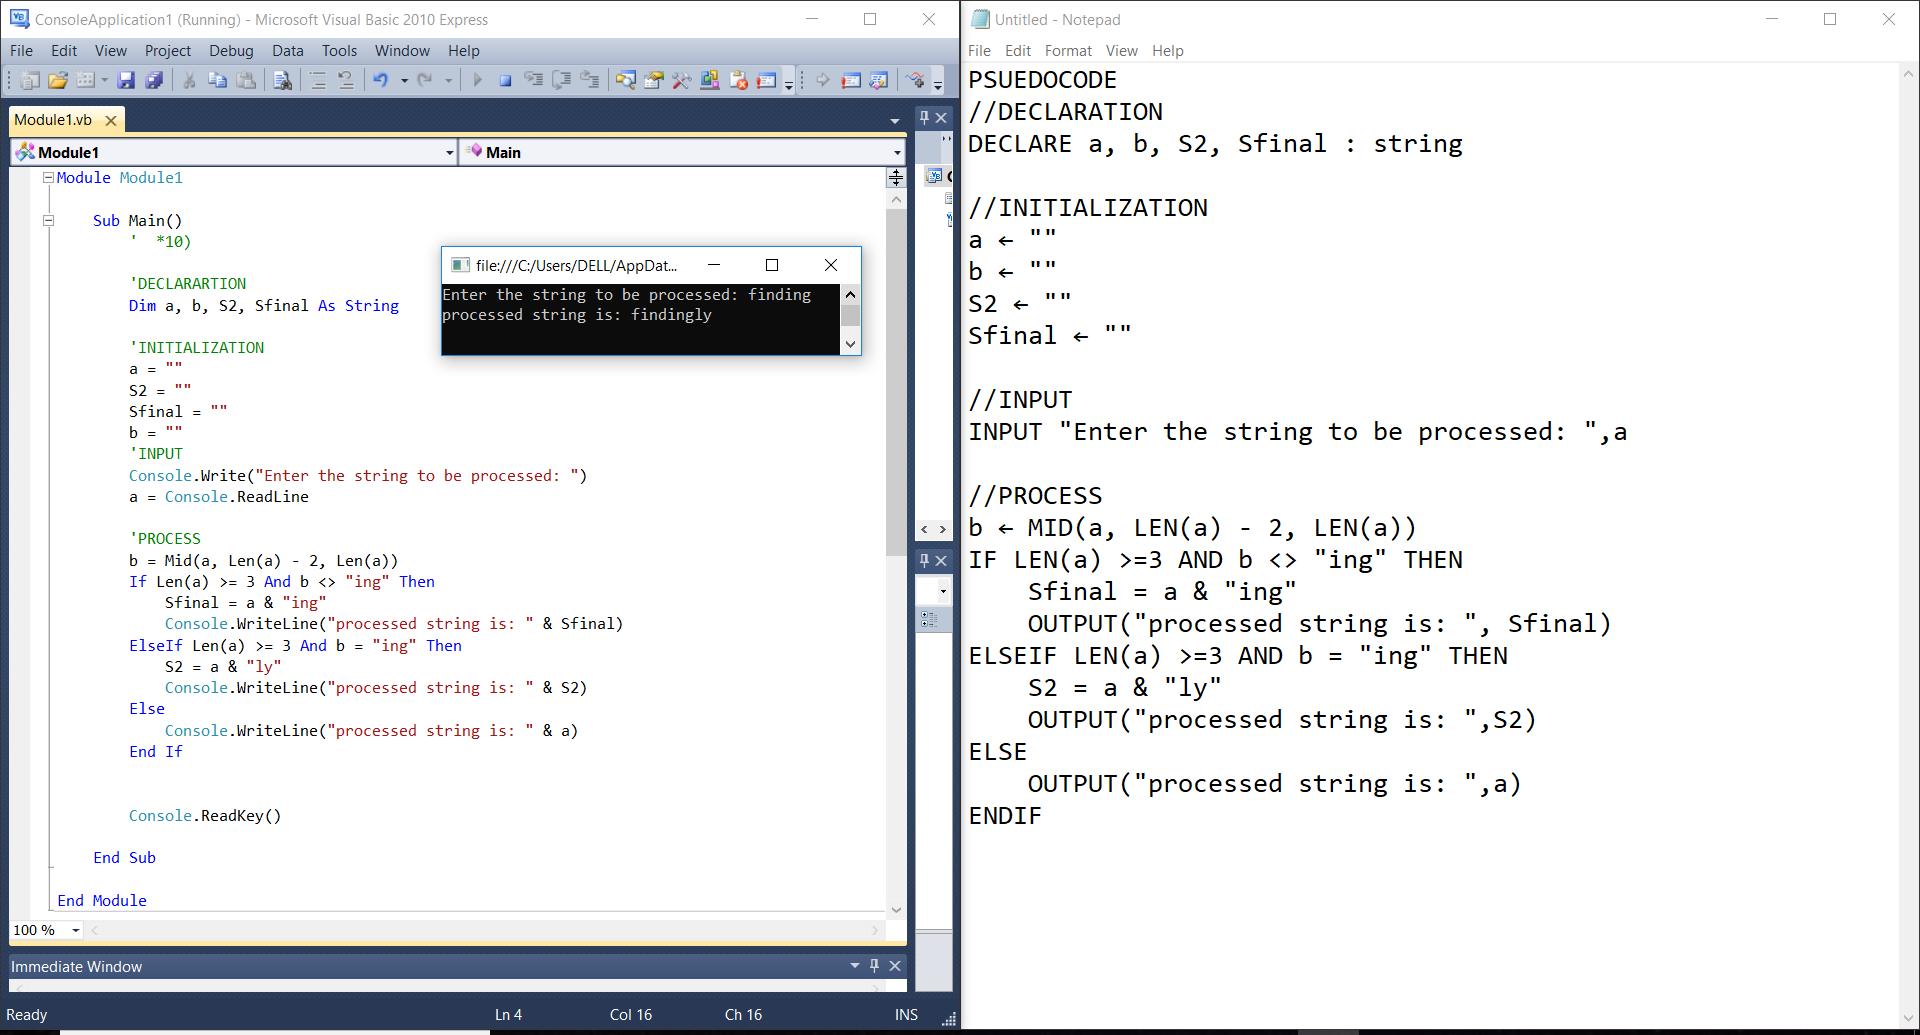 ConsoleApplication1 (Running) - Microsoft Visual Basic 2010 Express
File Edit View Project Debug Data Tools Window Help
Module1.vb
Module1
Main
Module Module1
Sub Main()
' *10)
'DECLARARTION
Dim a, b, S2, Sfinal As String
'INITIALIZATION
a = ""
S2 = ""
Sfinal = ""
b = ""
'INPUT
Console.Write("Enter the string to be processed: ")
a = Console.ReadLine
'PROCESS
b = Mid(a, Len(a) - 2, Len(a))
If Len(a) >= 3 And b <> "ing" Then
Sfinal = a & "ing"
Console.WriteLine("processed string is: " & Sfinal)
ElseIf Len(a) >= 3 And b = "ing" Then
S2 = a & "ly"
Console.WriteLine("processed string is: " & S2)
Else
Console.WriteLine("processed string is: " & a)
End If
Console.ReadKey()
End Sub
End Module
100 %
Immediate Window
Ready
Ln 4
Col 16
Ch 16
INS
file:///C:/Users/DELL/AppDat...
Enter the string to be processed: finding
processed string is: findingly
Untitled - Notepad
File Edit Format View Help
PSUEDOCODE
//DECLARATION
DECLARE a, b, S2, Sfinal : string
//INITIALIZATION
a ← ""
b ← ""
S2 ← ""
Sfinal ← ""
//INPUT
INPUT "Enter the string to be processed: ",a
//PROCESS
b ← MID(a, LEN(a) - 2, LEN(a))
IF LEN(a) >=3 AND b <> "ing" THEN
Sfinal = a & "ing"
OUTPUT("processed string is: ", Sfinal)
ELSEIF LEN(a) >=3 AND b = "ing" THEN
S2 = a & "ly"
OUTPUT("processed string is: ",S2)
ELSE
OUTPUT("processed string is: ",a)
ENDIF